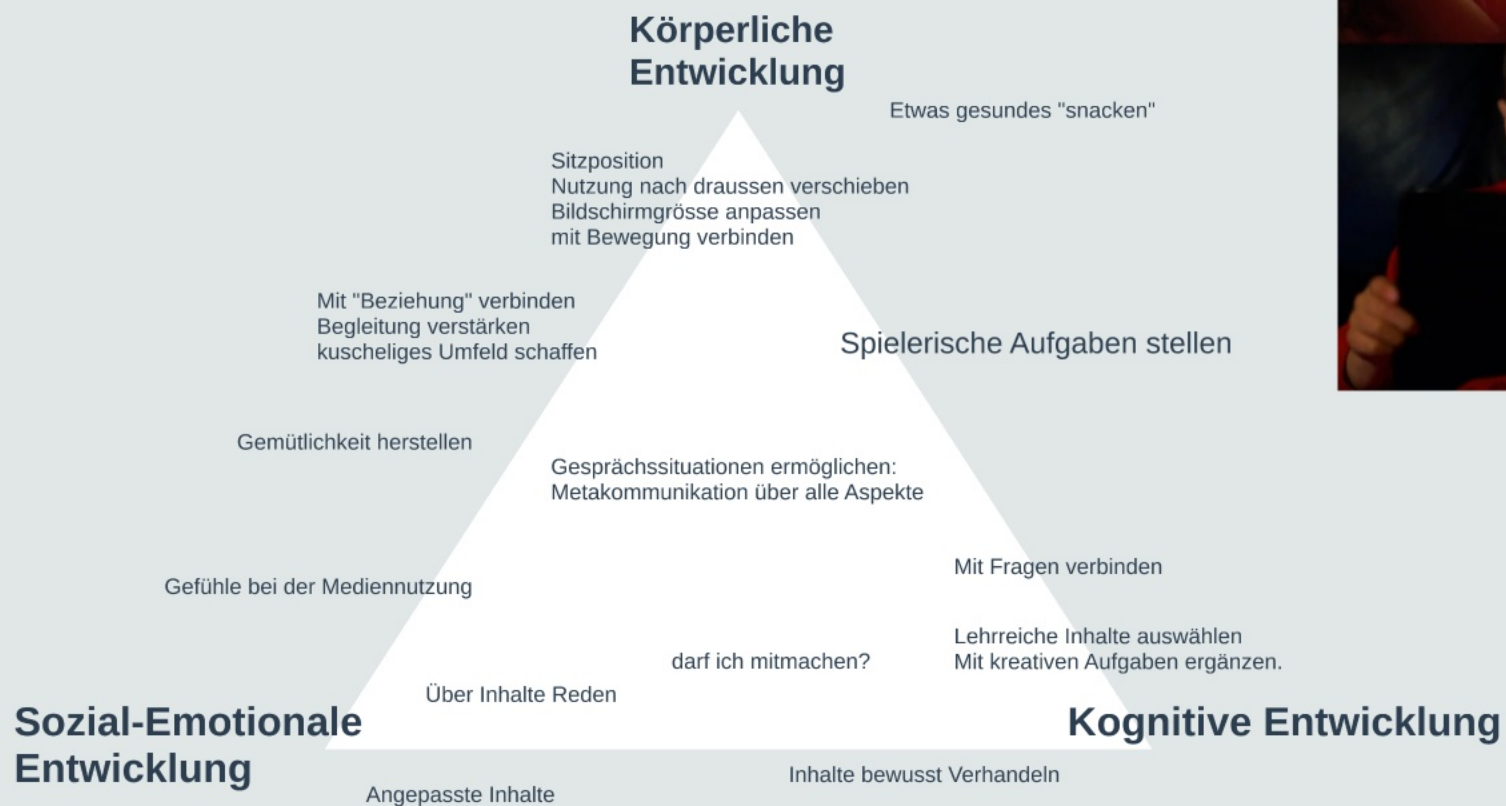 Körperliche
Entwicklung
Etwas gesundes "snacken"
Sitzposition
Nutzung nach draussen verschieben
Bildschirmgrösse anpassen
mit Bewegung verbinden
Mit "Beziehung" verbinden
Begleitung verstärken
kuscheliges Umfeld schaffen
Spielerische Aufgaben stellen
Gemütlichkeit herstellen
Gesprächssituationen ermöglichen:
Metakommunikation über alle Aspekte
Mit Fragen verbinden
Gefühle bei der Mediennutzung
Lehrreiche Inhalte auswählen
Mit kreativen Aufgaben ergänzen.
darf ich mitmachen?
Über Inhalte Reden
Sozial-Emotionale
Entwicklung
Kognitive Entwicklung
Inhalte bewusst Verhandeln
Angepasste Inhalte